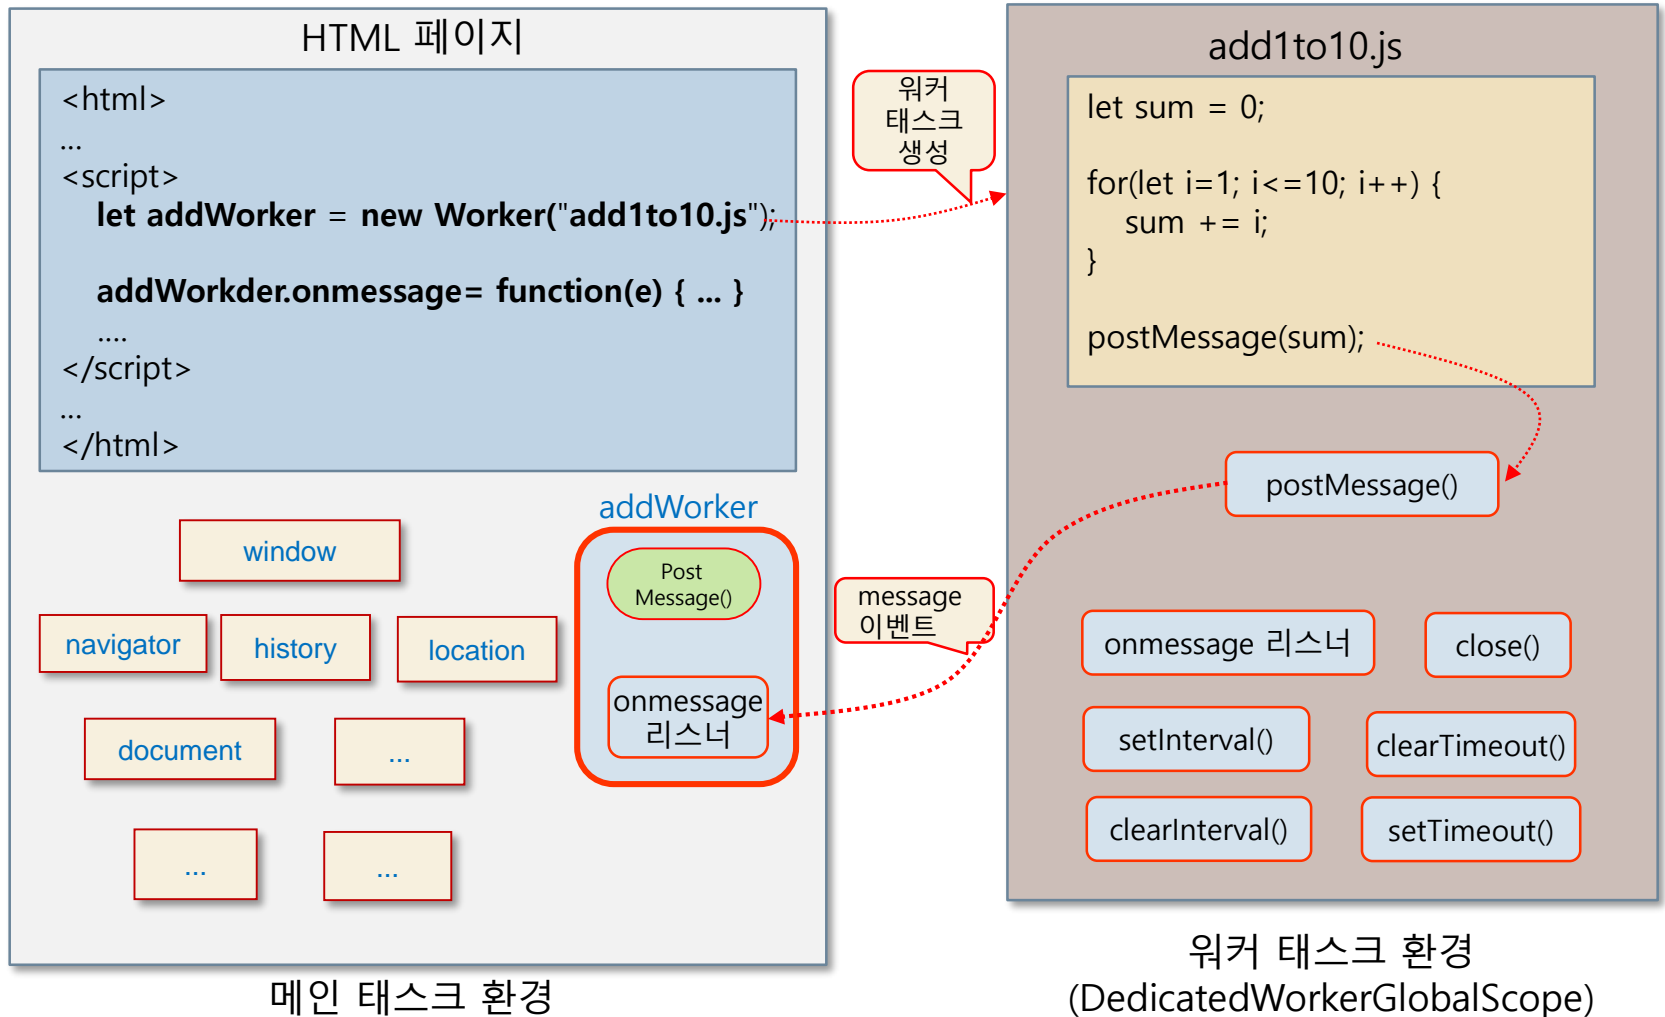 HTML 페이지
<html>
...
<script>
let addWorker = new Worker("add1to10.js");
addWorkder.onmessage= function(e) { ... }
....
</script>
...
</html>
워커
태스크
생성
add1to10.js
let sum = 0;
for(let i=1; i<=10; i++) {
sum += i;
}
postMessage(sum);
postMessage()
addWorker
Post
Message()
onmessage
리스너
message
이벤트
window
navigator
history
location
document
...
...
...
onmessage 리스너
close()
setInterval()
clearTimeout()
clearInterval()
setTimeout()
메인 태스크 환경
워커 태스크 환경
(DedicatedWorkerGlobalScope)